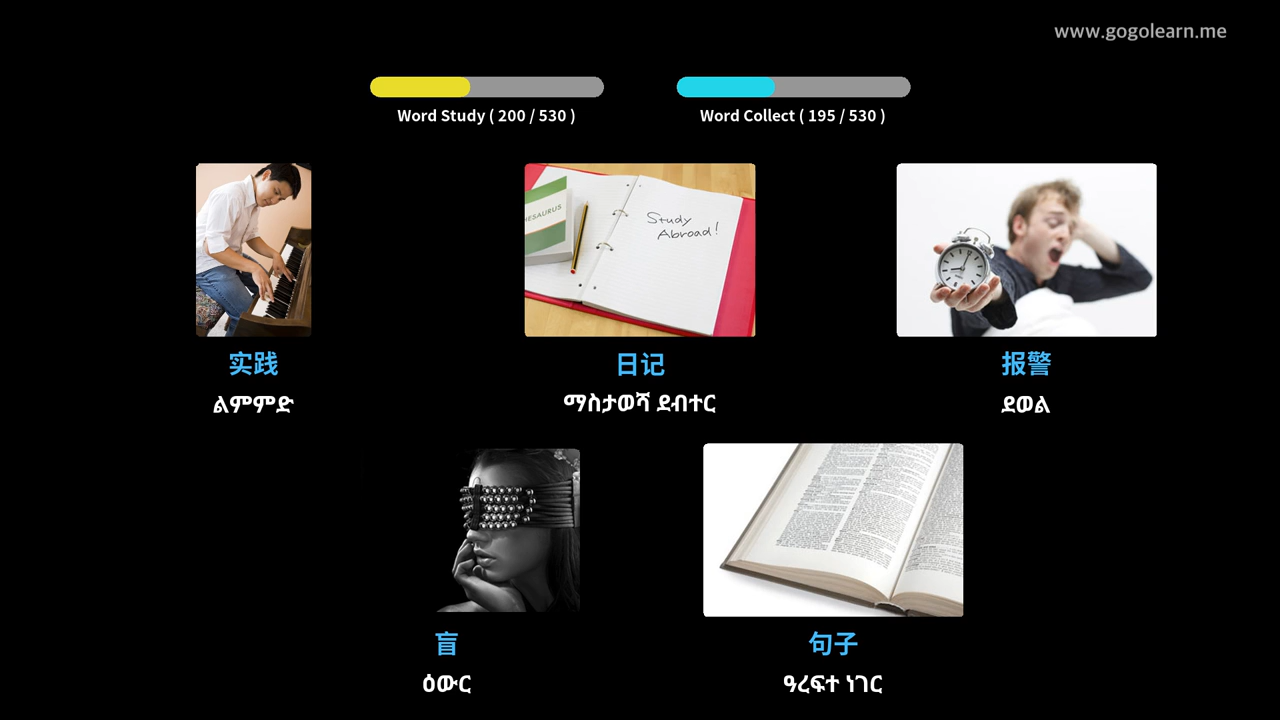 www.gogolearn.me
Word Study ( 200 / 530 )
Word Collect ( 195 / 530 )
HESAURUS
Study
Abroad!
实践
日记
报警
ልምምድ
ማስታወሻ ደብተር
ደወል
盲
句子
ዕውር
ዓረፍተ ነገር